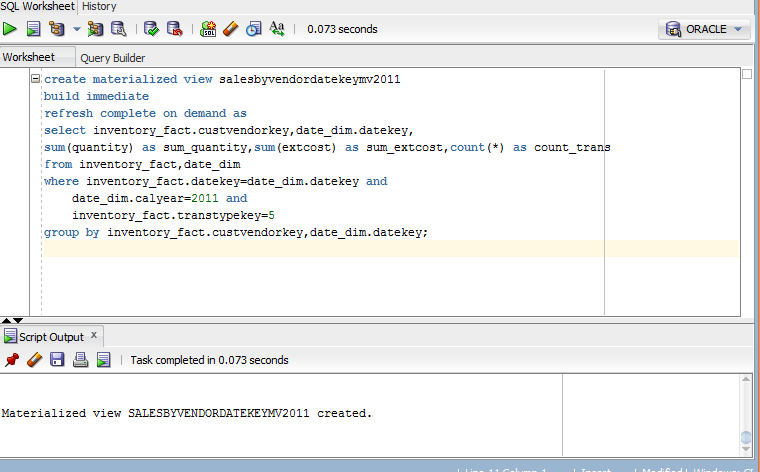 SQL Worksheet History
0.073 seconds
ORACLE
Worksheet Query Builder
create materialized view salesbyvendordatekeymv2011
build immediate
refresh complete on demand as
select inventory_fact.custvendorkey,date_dim.datekey,
sum(quantity) as sum_quantity,sum(extcost) as sum_extcost,count(*) as count_trans
from inventory_fact,date_dim
where inventory_fact.datekey=date_dim.datekey and
date_dim.calyear=2011 and
inventory_fact.transtypekey=5
group by inventory_fact.custvendorkey,date_dim.datekey;
Script Output x
Task completed in 0.073 seconds
Materialized view SALESBYVENDORDATEKEYMV2011 created.